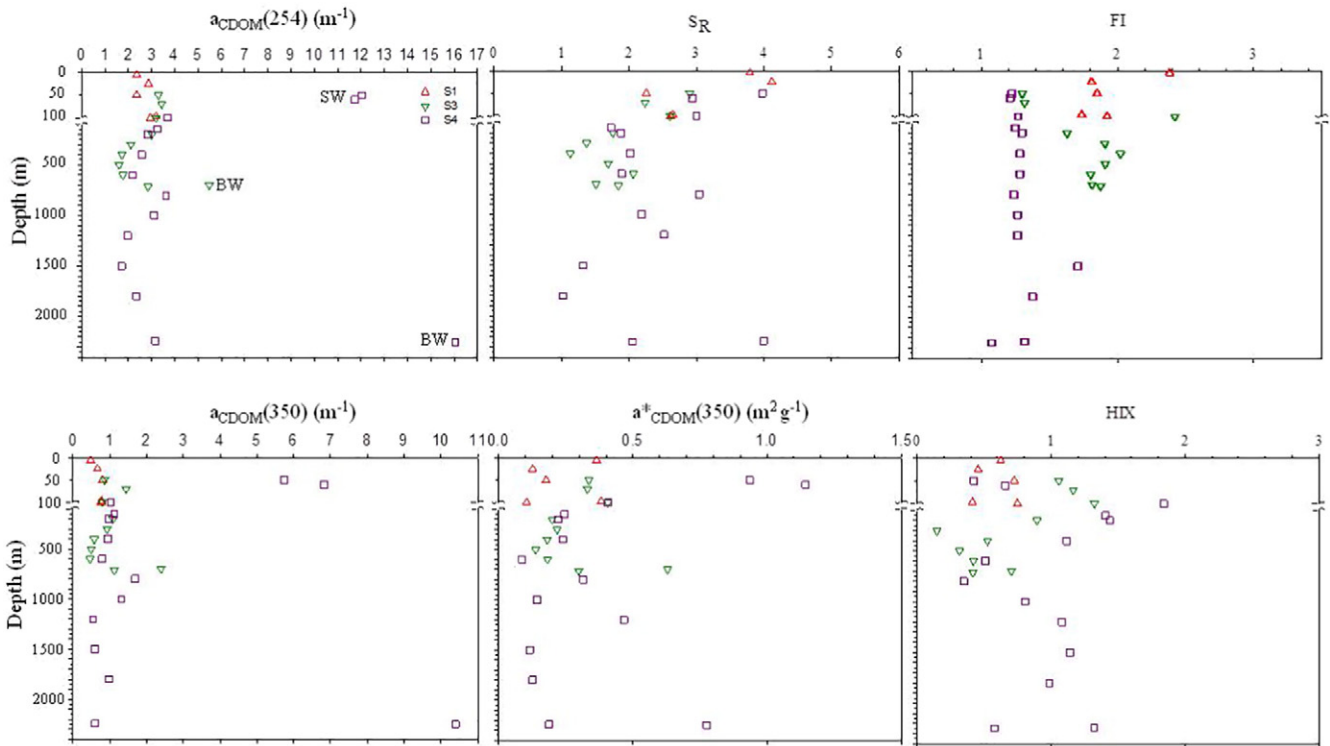 aCDOM(254) (m-1)
SR
FI
0 1 2 3 4 5 6 7 8 9 10 11 12 13 14 15 16 17
0 1 2 3 4 5 6
1 2 3
0
50
100
500
1000
1500
2000
Depth (m)
SW
S1
S3
S4
BW
BW
aCDOM(350) (m-1)
a*CDOM(350) (m2 g-1)
HIX
0 1 2 3 4 5 6 7 8 9 10 11
0.0 0.5 1.0 1.5
0 1 2 3
0
50
100
500
1000
1500
2000
Depth (m)